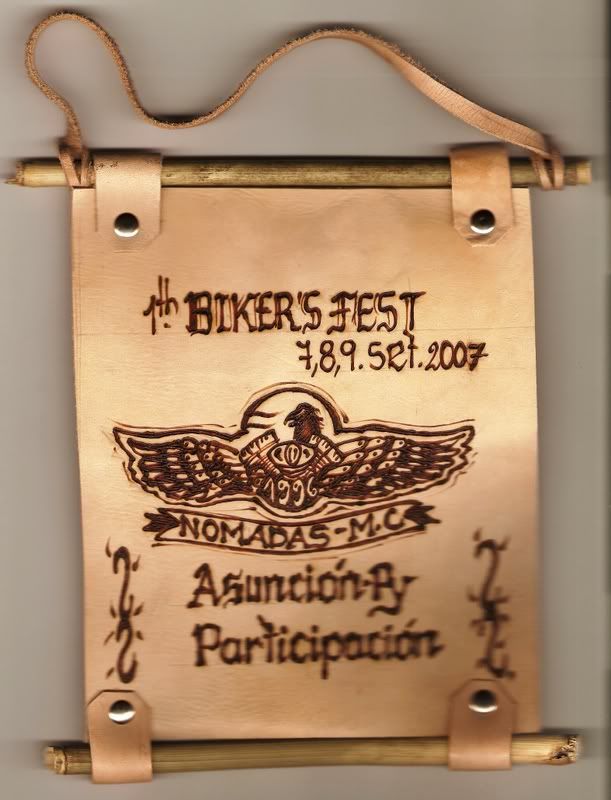 1th BIKER'S FEST
7,8,9. Set. 2007
1996
NOMADAS-M.C
Asunción-Py
Participación